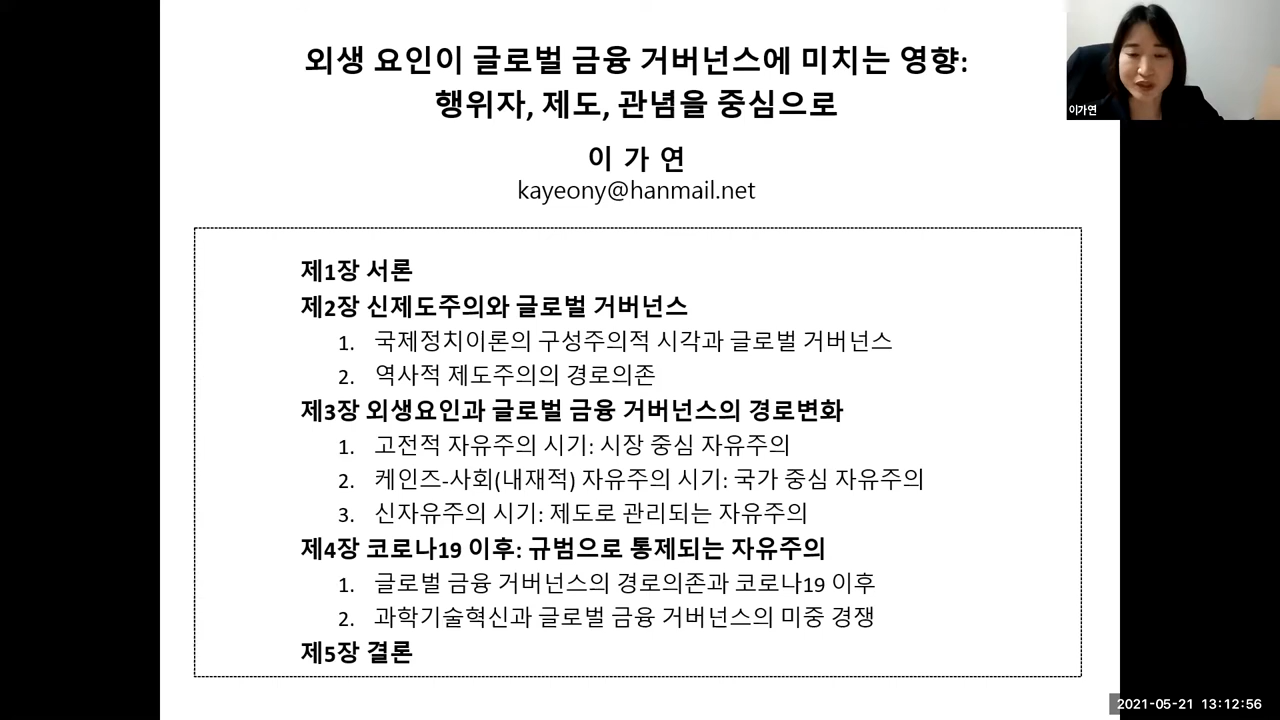 외생 요인이 글로벌 금융 거버넌스에 미치는 영향:
행위자, 제도, 관념을 중심으로
이 가 연
kayeony@hanmail.net
이가연
제1장 서론
제2장 신제도주의와 글로벌 거버넌스
1. 국제정치이론의 구성주의적 시각과 글로벌 거버넌스
2. 역사적 제도주의의 경로의존
제3장 외생요인과 글로벌 금융 거버넌스의 경로변화
1. 고전적 자유주의 시기: 시장 중심 자유주의
2. 케인즈-사회(내재적) 자유주의 시기: 국가 중심 자유주의
3. 신자유주의 시기: 제도로 관리되는 자유주의
제4장 코로나19 이후: 규범으로 통제되는 자유주의
1. 글로벌 금융 거버넌스의 경로의존과 코로나19 이후
2. 과학기술혁신과 글로벌 금융 거버넌스의 미중 경쟁
제5장 결론
2021-05-21 13:12:56